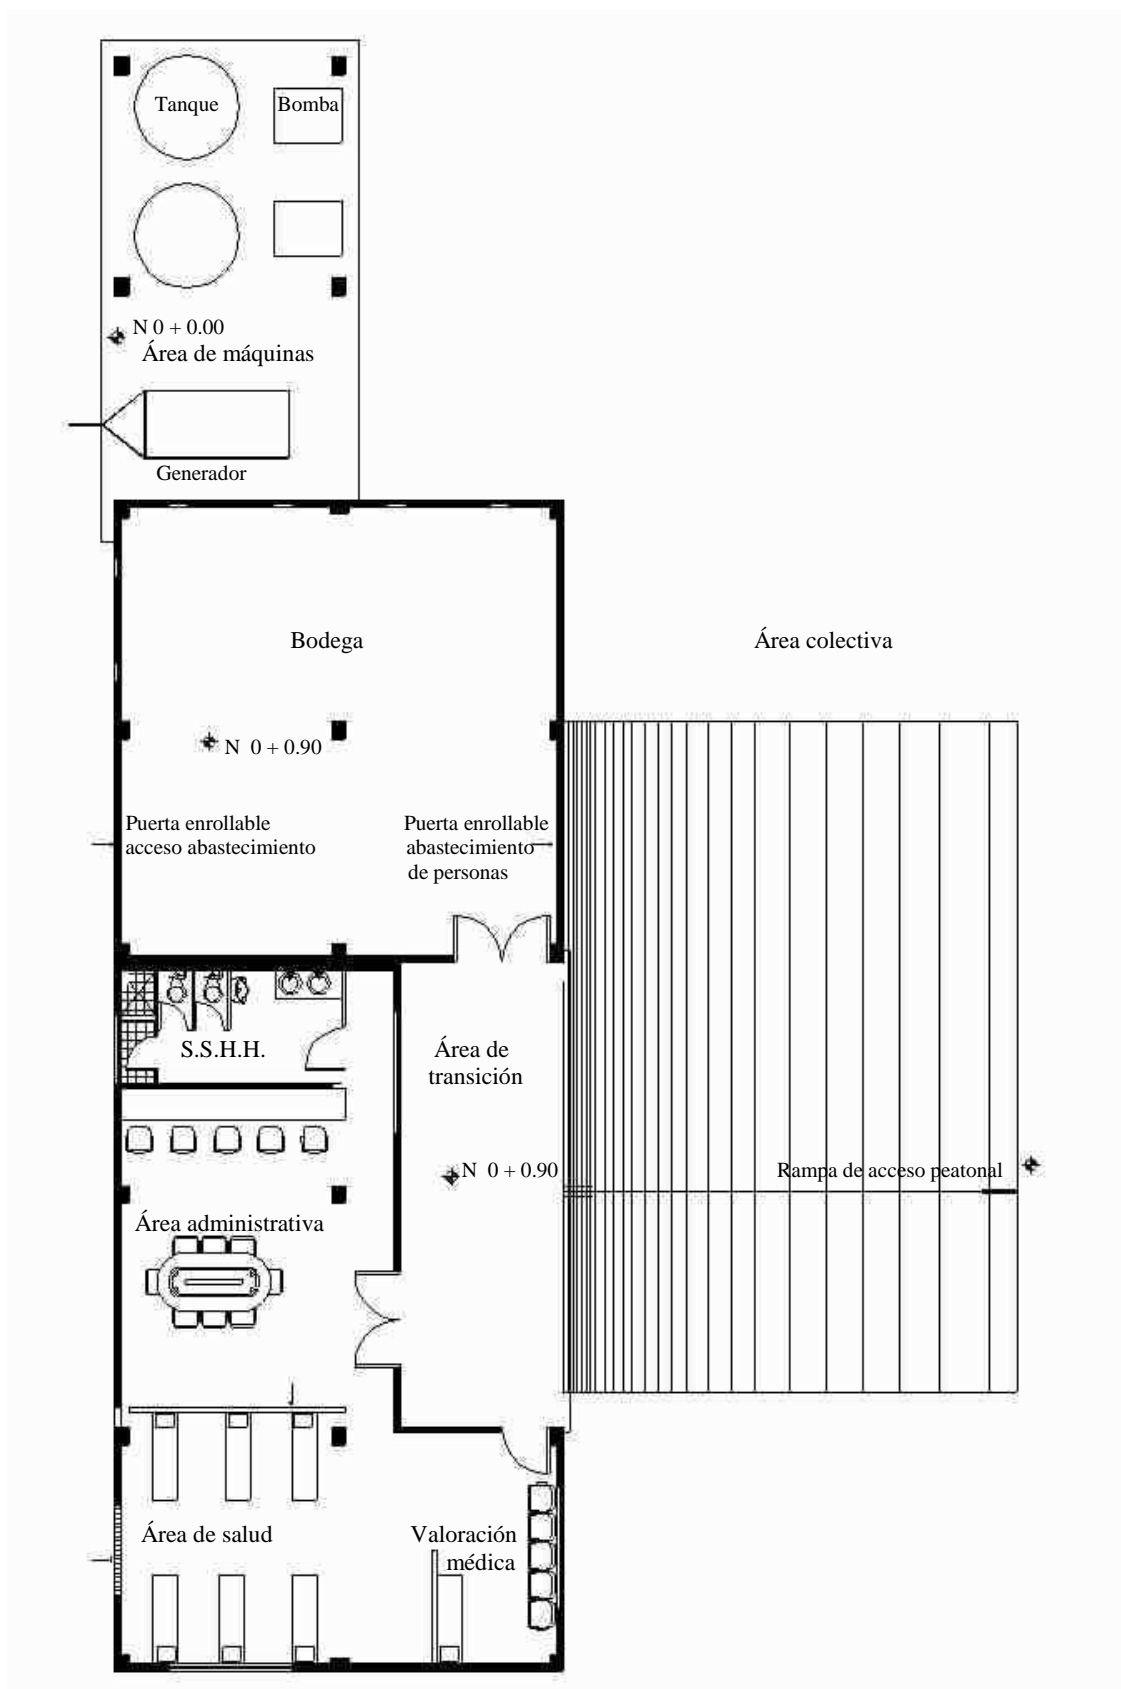 Tanque
Bomba
N 0 + 0.00
Área de máquinas
Generador
Bodega
Área colectiva
N 0 + 0.90
Puerta enrollable
acceso abastecimiento
Puerta enrollable
abastecimiento
de personas
S.S.H.H.
Área de
transición
N 0 + 0.90
Rampa de acceso peatonal
Área administrativa
Área de salud
Valoración
médica